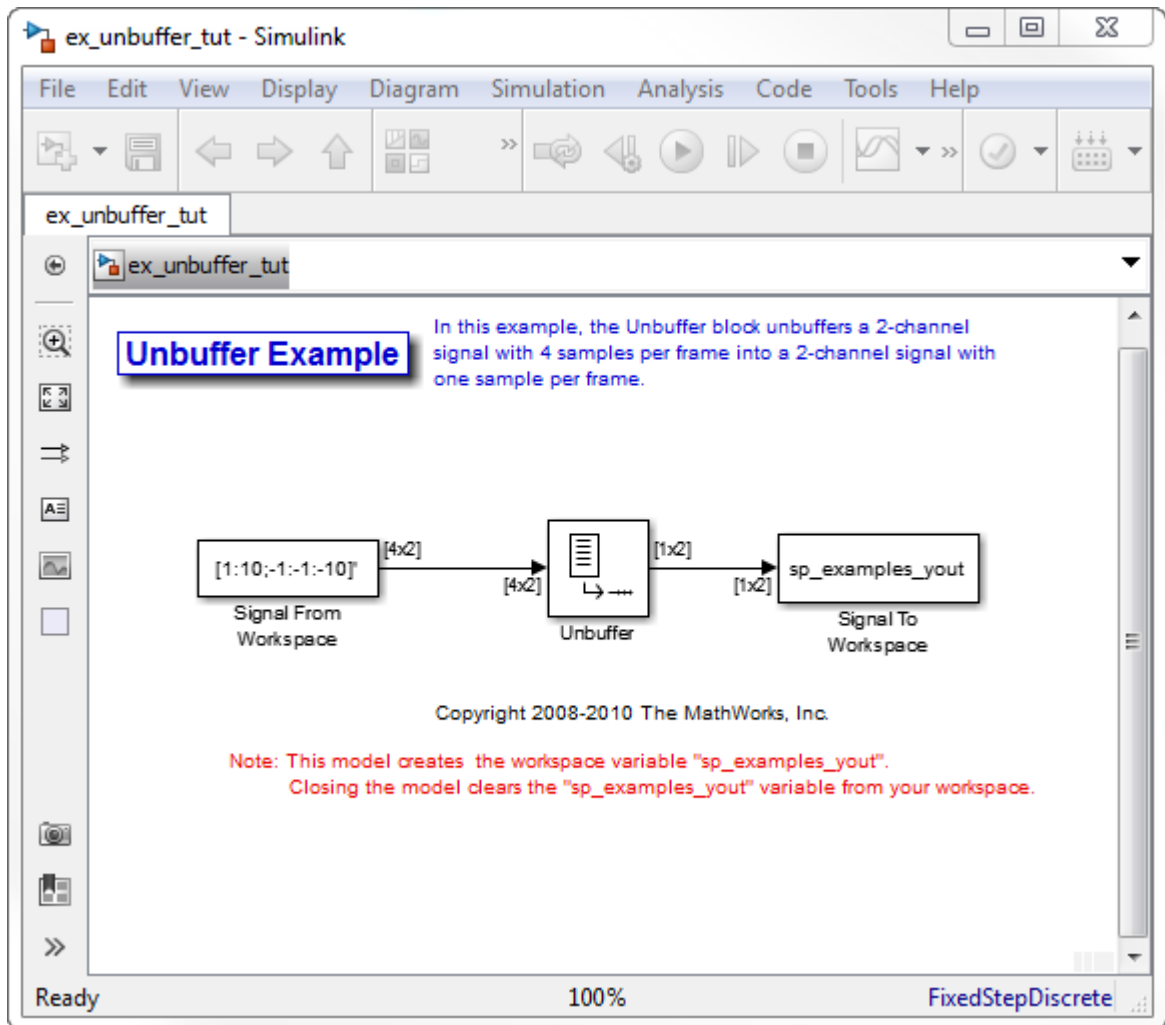 ex_unbuffer_tut - Simulink
File Edit View Display Diagram Simulation Analysis Code Tools Help
ex_unbuffer_tut
ex_unbuffer_tut
Unbuffer Example
In this example, the Unbuffer block unbuffers a 2-channel
signal with 4 samples per frame into a 2-channel signal with
one sample per frame.
[1:10;-1:-1:-10]'
[4x2]
[4x2]
[1x2]
[1x2]
sp_examples_yout
Signal From
Workspace
Unbuffer
Signal To
Workspace
Copyright 2008-2010 The MathWorks, Inc.
Note: This model creates the workspace variable "sp_examples_yout".
Closing the model clears the "sp_examples_yout" variable from your workspace.
Ready 100% FixedStepDiscrete